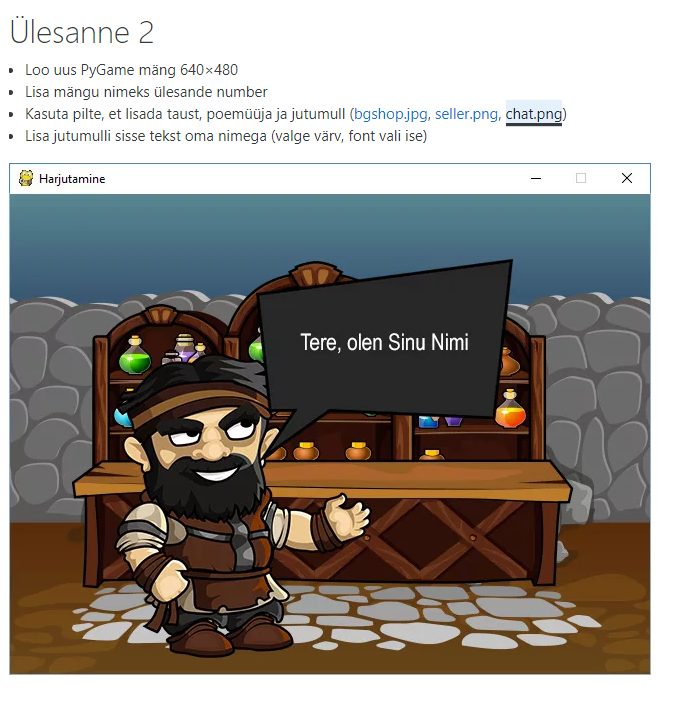 Ülesanne 2
Loo uus PyGame mäng 640×480
Lisa mängu nimeks ülesande number
Kasuta pilte, et lisada taust, poemüüja ja jutumull (bgshop.jpg, seller.png, chat.png)
Lisa jutumulli sisse tekst oma nimega (valge värv, font vali ise)
Harjutamine
Tere, olen Sinu Nimi